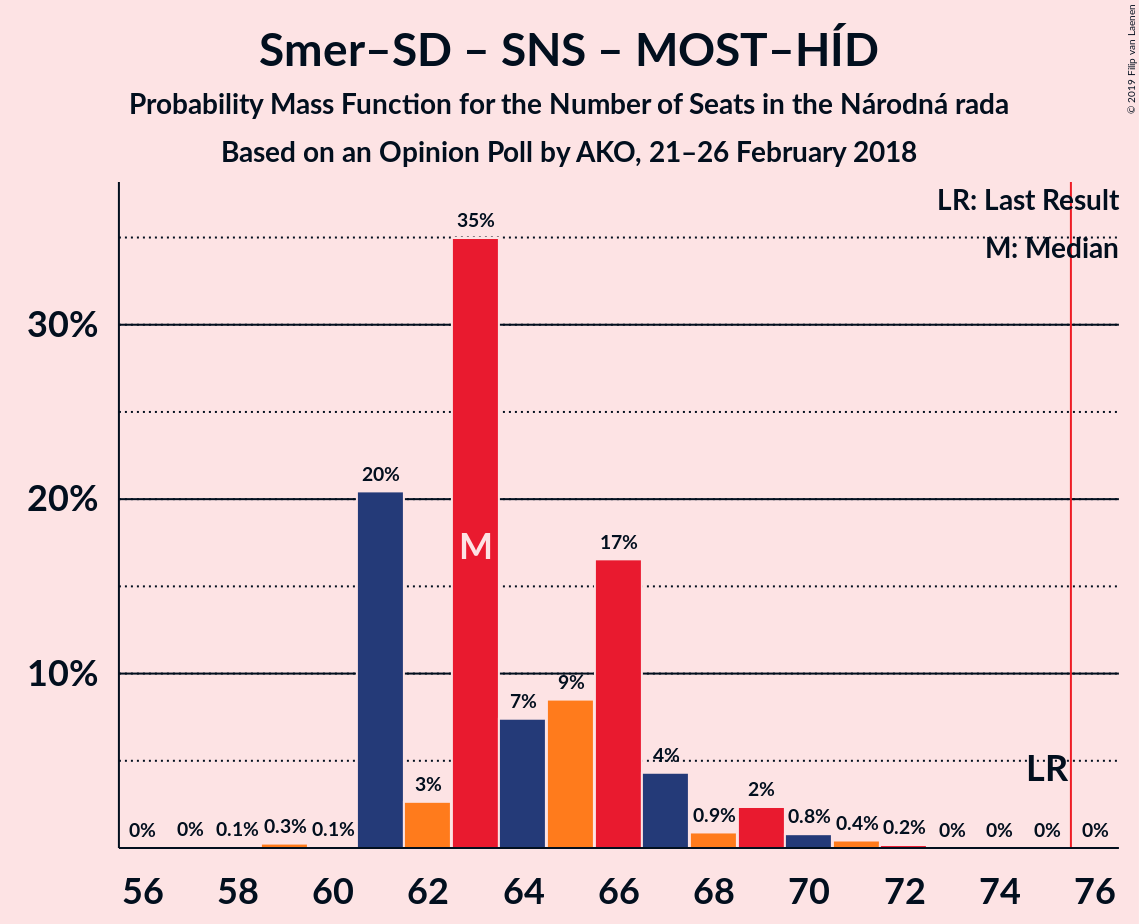 Smer–SD – SNS – MOST–HÍD
Probability Mass Function for the Number of Seats in the Národná rada
Based on an Opinion Poll by AKO, 21–26 February 2018
© 2019 Filip van Laenen
LR: Last Result
M: Median
35%
30%
20%
20%
M
17%
10%
9%
7%
4%
LR
3%
2%
0%
0%
0.1%
0.3%
0.1%
0.9%
0.8%
0.4%
0.2%
0%
0%
0%
0%
56 58 60 62 64 66 68 70 72 74 76